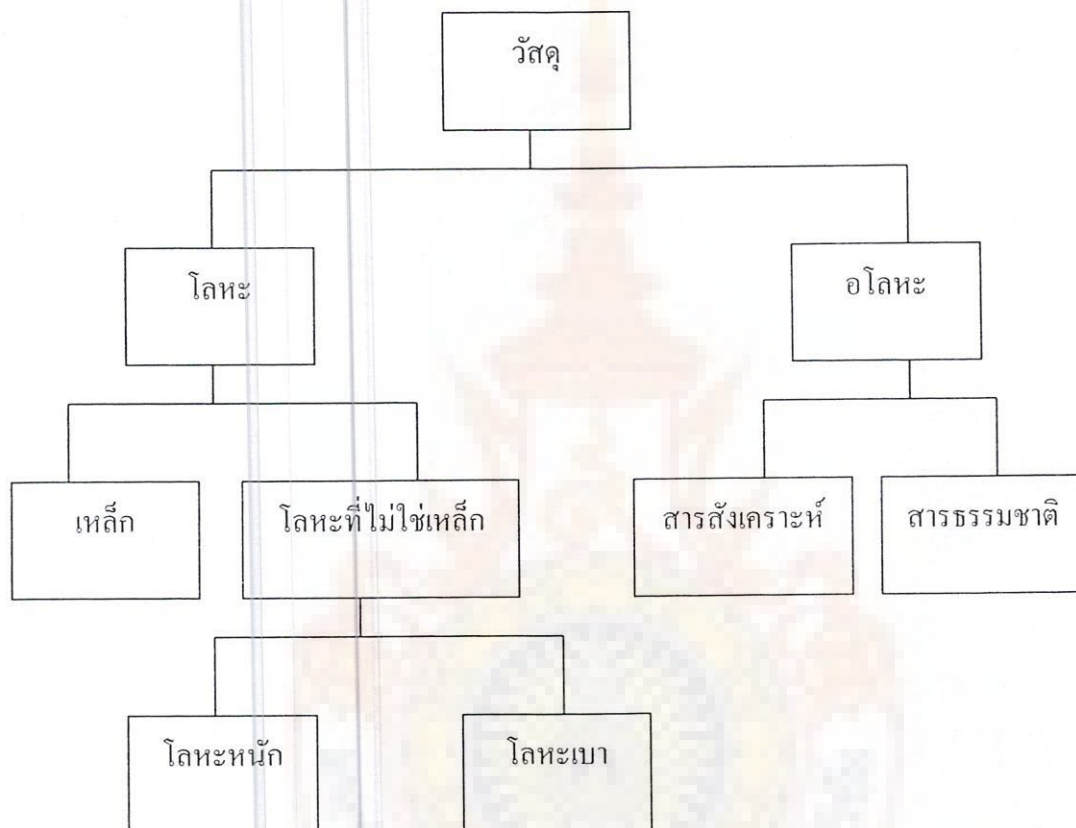 วัสดุ
โลหะ
อโลหะ
เหล็ก
โลหะที่ไม่ใช่เหล็ก
สารสังเคราะห์
สารธรรมชาติ
โลหะหนัก
โลหะเบา